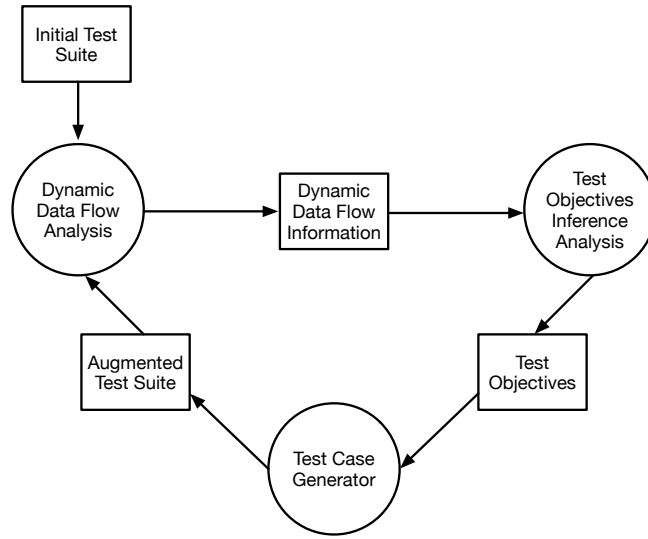 Initial Test
Suite
Dynamic
Data Flow
Analysis
Dynamic
Data Flow
Information
Test
Objectives
Inference
Analysis
Augmented
Test Suite
Test
Objectives
Test Case
Generator